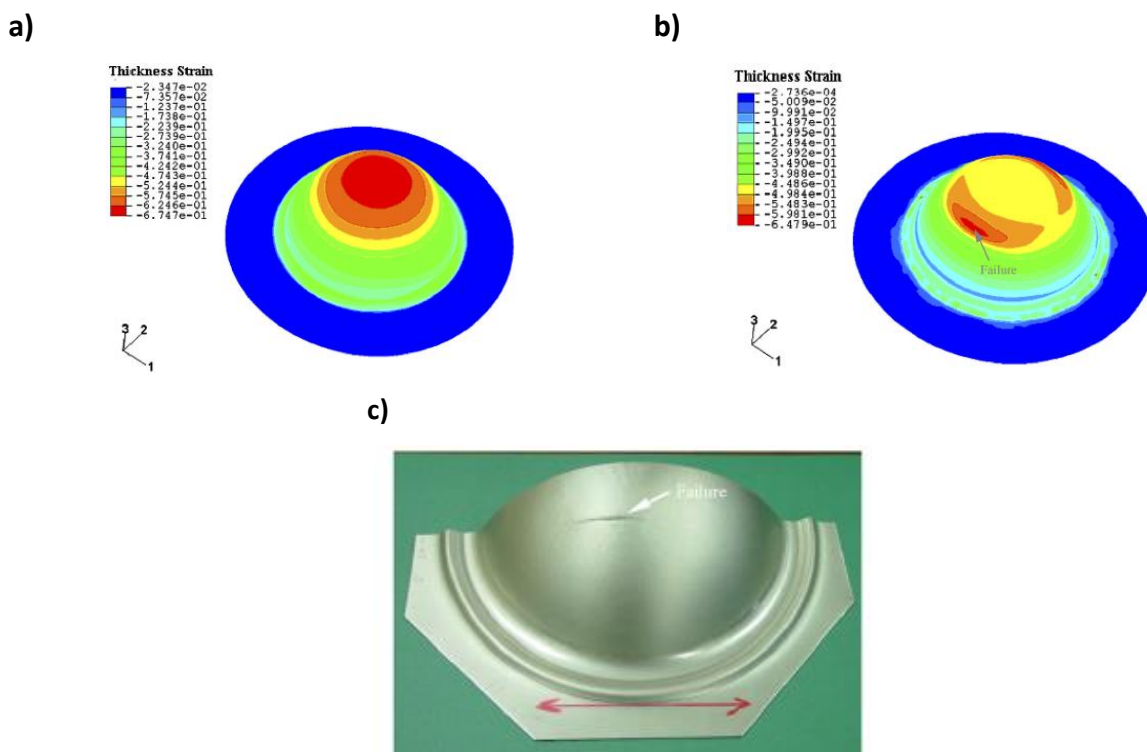 a)
Thickness Strain
-2.347e-02
-7.357e-02
-1.237e-01
-1.738e-01
-2.239e-01
-2.739e-01
-3.240e-01
-3.741e-01
-4.242e-01
-4.743e-01
-5.244e-01
-5.745e-01
-6.246e-01
-6.747e-01
3
2
1
b)
Thickness Strain
-2.736e-04
-5.009e-02
-9.991e-02
-1.497e-01
-1.995e-01
-2.494e-01
-2.992e-01
-3.490e-01
-3.988e-01
-4.486e-01
-4.984e-01
-5.483e-01
-5.981e-01
-6.479e-01
Failure
3
2
1
c)
Failure